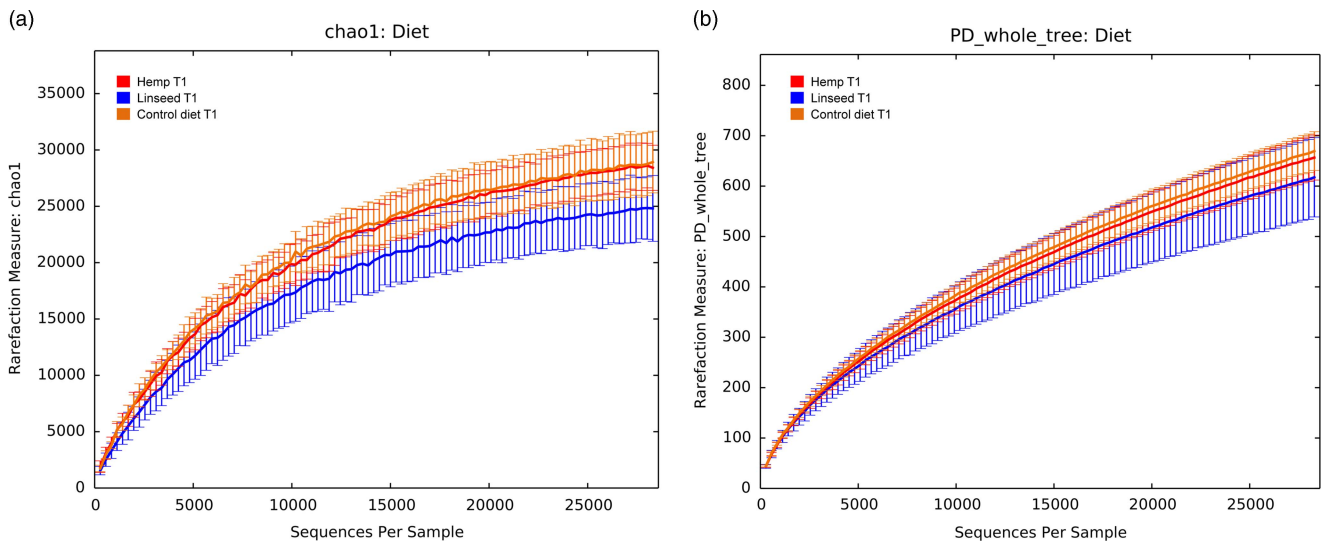 (a)
chao1: Diet
Hemp T1
Linseed T1
Control diet T1
35000
30000
25000
20000
15000
10000
5000
0
Rarefaction Measure: chao1
0 5000 10000 15000 20000 25000
Sequences Per Sample
(b)
PD_whole_tree: Diet
Hemp T1
Linseed T1
Control diet T1
800
700
600
500
400
300
200
100
0
Rarefaction Measure: PD_whole_tree
0 5000 10000 15000 20000 25000
Sequences Per Sample